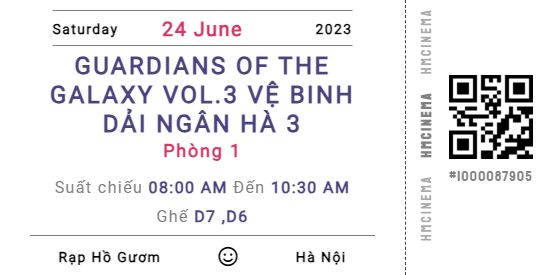 Saturday 24 June 2023
GUARDIANS OF THE
GALAXY VOL.3 VỆ BINH
DẢI NGÂN HÀ 3
Phòng 1
Suất chiếu 08:00 AM Đến 10:30 AM
Ghế D7 ,D6
Rạp Hồ Gươm Hà Nội
HMCINEMA
HMCINEMA
HMCINEMA
#1000087905